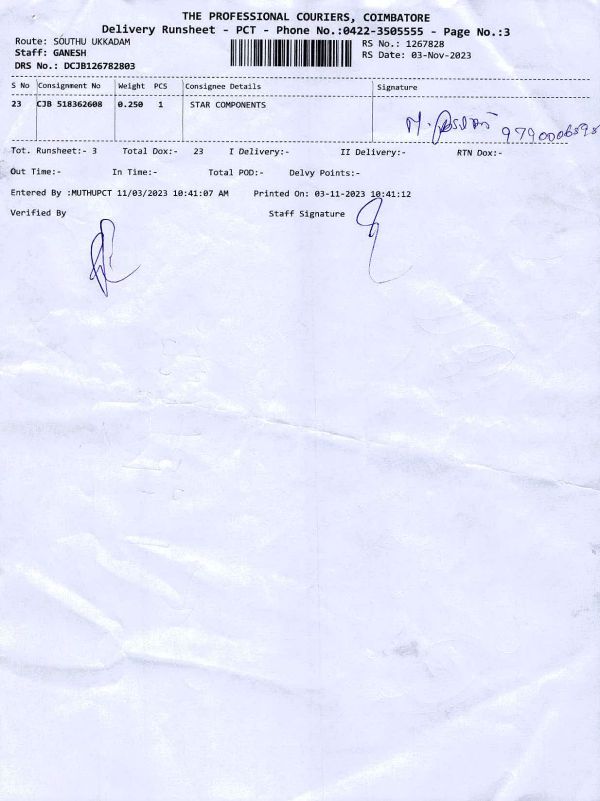 THE PROFESSIONAL COURIERS, COIMBATORE
Delivery Runsheet - PCT - Phone No.:0422-3505555 - Page No.:3
Route: SOUTHU UKKADAM RS No.: 1267828
Staff: GANESH RS Date: 03-Nov-2023
DRS No.: DCJB126782803
S No Consignment No Weight PCS Consignee Details Signature
23 CJB 518362608 0.250 1 STAR COMPONENTS
Tot. Runsheet:- 3 Total Dox:- 23 I Delivery:- II Delivery:- RTN Dox:-
Out Time:- In Time:- Total POD:- Delvy Points:-
Entered By :MUTHUPCT 11/03/2023 10:41:07 AM Printed On: 03-11-2023 10:41:12
Verified By Staff Signature